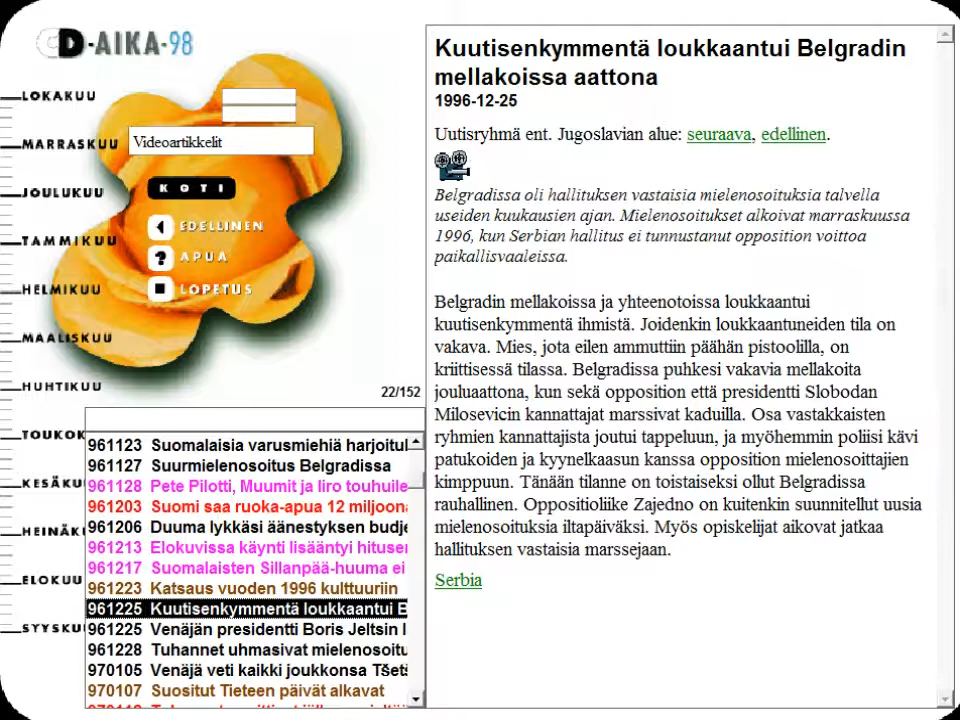 CD-AIKA-98
LOKAKUU
MARRASKUU
JOULUKUU
TAMMIKUU
HELMIKUU
MAALISKUU
HUHTIKUU
TOUKOK
KESÄKU
HEINÄK
ELOKUU
SYYSKU
Videoartikkelit
KOTI
EDELLINEN
? APUA
LOPETUS
22/152
961123 Suomalaisia varusmiehiä harjoitul
961127 Suurmielenosoitus Belgradissa
961128 Pete Pilotti, Muumit ja Iiro touhuile
961203 Suomi saa ruoka-apua 12 miljoona
961206 Duuma lykkäsi äänestyksen budje
961213 Elokuvissa käynti lisääntyi hituser
961217 Suomalaisten Sillanpää-huuma ei
961223 Katsaus vuoden 1996 kulttuuriin
961225 Kuutisenkymmentä loukkaantui B
961225 Venäjän presidentti Boris Jeltsin l
961228 Tuhannet uhmasivat mielenosoitu
970105 Venäjä veti kaikki joukkonsa Tšetš
970107 Suositut Tieteen päivät alkavat
Kuutisenkymmentä loukkaantui Belgradin
mellakoissa aattona
1996-12-25
Uutisryhmä ent. Jugoslavian alue: seuraava, edellinen.
Belgradissa oli hallituksen vastaisia mielenosoituksia talvella
useiden kuukausien ajan. Mielenosoitukset alkoivat marraskuussa
1996, kun Serbian hallitus ei tunnustanut opposition voittoa
paikallisvaaleissa.
Belgradin mellakoissa ja yhteenotoissa loukkaantui
kuutisenkymmentä ihmistä. Joidenkin loukkaantuneiden tila on
vakava. Mies, jota eilen ammuttiin päähän pistoolilla, on
kriittisessä tilassa. Belgradissa puhkesi vakavia mellakoita
jouluaattona, kun sekä opposition että presidentti Slobodan
Milosevicin kannattajat marssivat kaduilla. Osa vastakkaisten
ryhmien kannattajista joutui tappeluun, ja myöhemmin poliisi kävi
patukoiden ja kyynelkaasun kanssa opposition mielenosoittajien
kimppuun. Tänään tilanne on toistaiseksi ollut Belgradissa
rauhallinen. Oppositioliike Zajedno on kuitenkin suunnitellut uusia
mielenosoituksia iltapäiväksi. Myös opiskelijat aikovat jatkaa
hallituksen vastaisia marssejaan.
Serbia